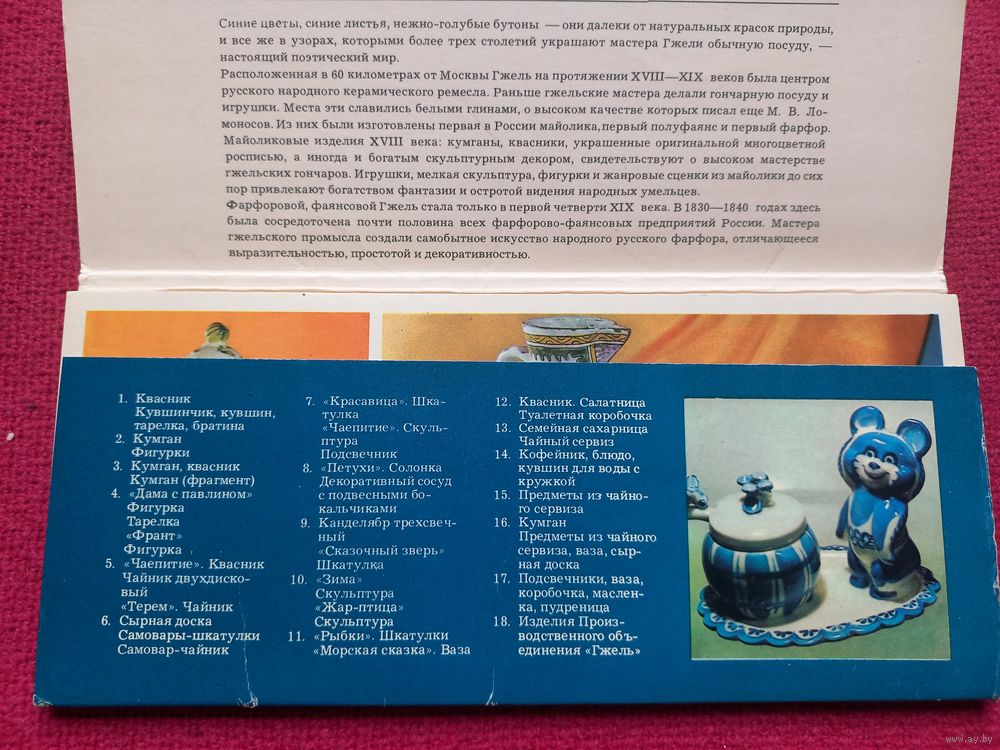 Синие цветы, синие листья, нежно-голубые бутоны — они далеки от натуральных красок природы,
и все же в узорах, которыми более трех столетий украшают мастера Гжели обычную посуду, —
настоящий поэтический мир.
Расположенная в 60 километрах от Москвы Гжель на протяжении XVIII—XIX веков была центром
русского народного керамического ремесла. Раньше гжельские мастера делали гончарную посуду и
игрушки. Места эти славились белыми глинами, о высоком качестве которых писал еще М. В. Ло-
моносов. Из них были изготовлены первая в России майолика, первый полуфаянс и первый фарфор.
Майоликовые изделия XVIII века: кумганы, квасники, украшенные оригинальной многоцветной
росписью, а иногда и богатым скульптурным декором, свидетельствуют о высоком мастерстве
гжельских гончаров. Игрушки, мелкая скульптура, фигурки и жанровые сценки из майолики до сих
пор привлекают богатством фантазии и остротой видения народных умельцев.
Фарфоровой, фаянсовой Гжель стала только в первой четверти XIX века. В 1830—1840 годах здесь
была сосредоточена почти половина всех фарфорово-фаянсовых предприятий России. Мастера
гжельского промысла создали самобытное искусство народного русского фарфора, отличающееся
выразительностью, простотой и декоративностью.
1. Квасник
Кувшинчик, кувшин,
тарелка, братина
2. Кумган
Фигурки
3. Кумган, квасник
Кумган (фрагмент)
4. «Дама с павлином»
Фигурка
Тарелка
«Франт»
Фигурка
5. «Чаепитие». Квасник
Чайник двухдиско-
вый
«Терем». Чайник
6. Сырная доска
Самовары-шкатулки
Самовар-чайник
7. «Красавица». Шка-
тулка
«Чаепитие». Скуль-
птура
Подсвечник
8. «Петухи». Солонка
Декоративный сосуд
с подвесными бо-
кальчиками
9. Канделябр трехсвеч-
ный
«Сказочный зверь»
Шкатулка
10. «Зима»
Скульптура
«Жар-птица»
Скульптура
11. «Рыбки». Шкатулки
«Морская сказка». Ваза
12. Квасник. Салатница
Туалетная коробочка
13. Семейная сахарница
Чайный сервиз
14. Кофейник, блюдо,
кувшин для воды с
кружкой
15. Предметы из чайно-
го сервиза
16. Кумган
Предметы из чайного
сервиза, ваза, сыр-
ная доска
17. Подсвечники, ваза,
коробочка, маслен-
ка, пудреница
18. Изделия Произ-
водственного объ-
единения «Гжель»
www.ay.by